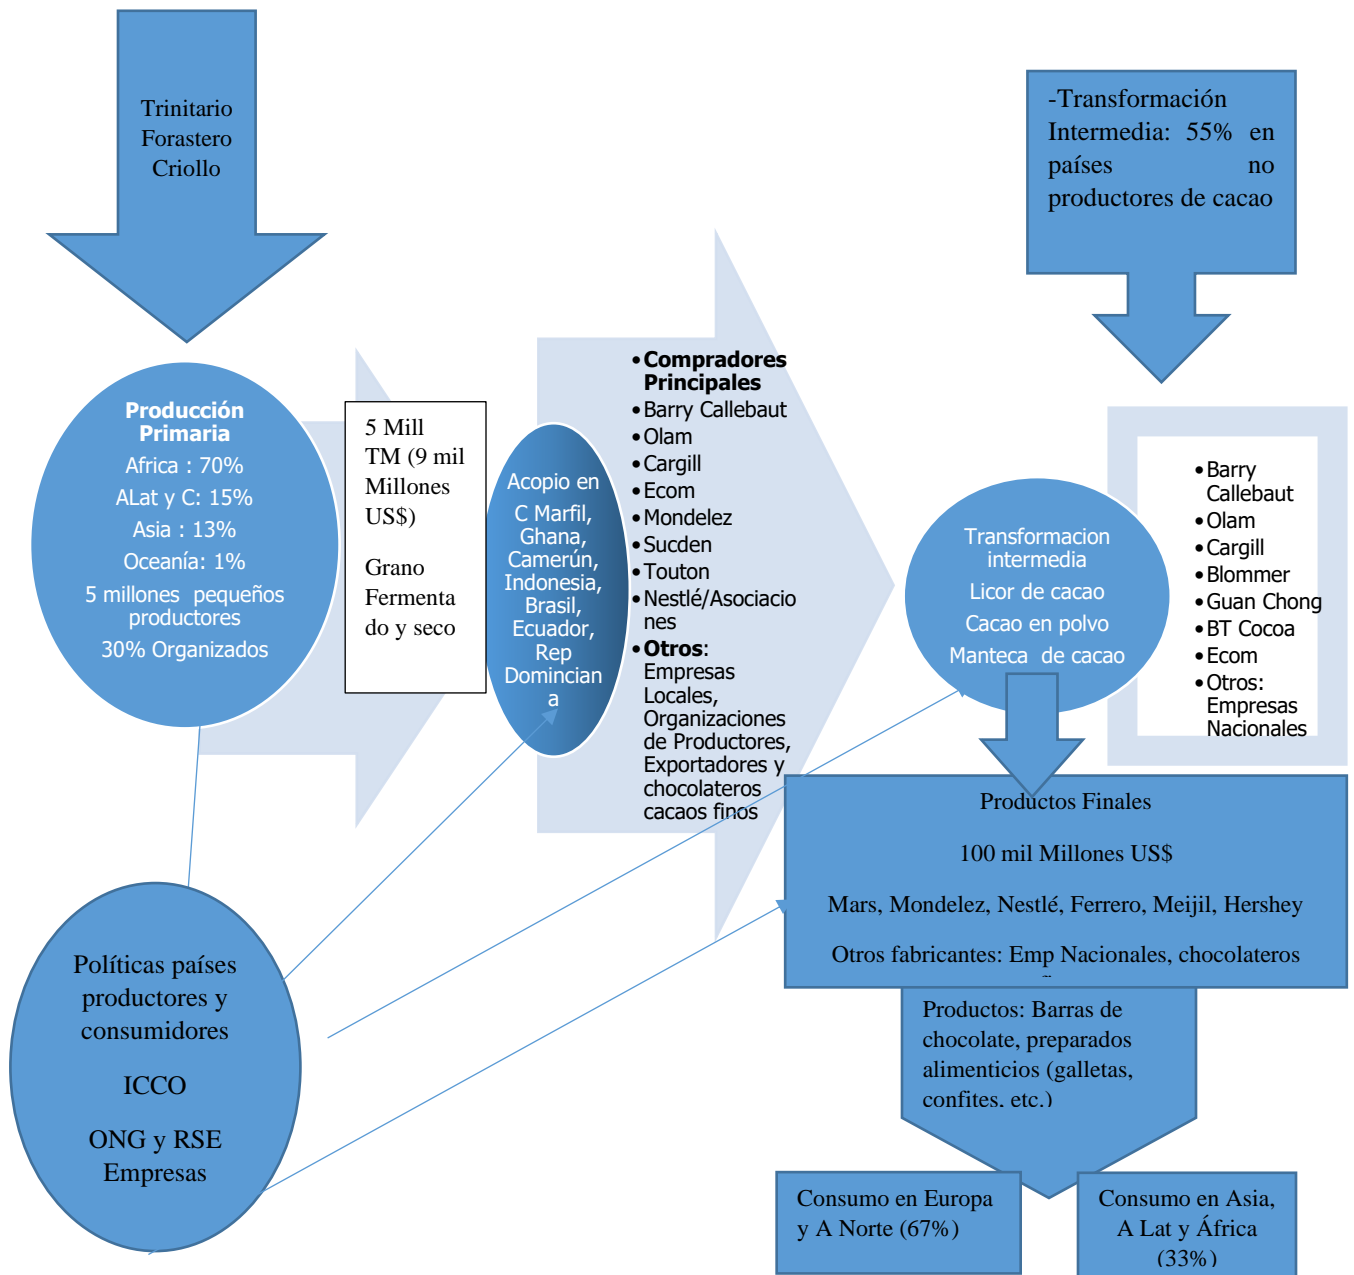 Trinitario
Forastero
Criollo
-Transformación
Intermedia: 55% en
países no
productores de cacao
Producción
Primaria
Africa : 70%
ALat y C: 15%
Asia : 13%
Oceanía: 1%
5 millones pequeños
productores
30% Organizados
5 Mill
TM (9 mil
Millones
US$)
Grano
Fermenta
do y seco
Acopio en
C Marfil,
Ghana,
Camerún,
Indonesia,
Brasil,
Ecuador,
Rep
Domincian
a
•Compradores
Principales
•Barry Callebaut
•Olam
•Cargill
•Ecom
•Mondelez
•Sucden
•Touton
•Nestlé/Asociacio
nes
•Otros:
Empresas
Locales,
Organizaciones
de Productores,
Exportadores y
chocolateros
cacaos finos
Transformacion
intermedia
Licor de cacao
Cacao en polvo
Manteca de cacao
•Barry
Callebaut
•Olam
•Cargill
•Blommer
•Guan Chong
•BT Cocoa
•Ecom
•Otros:
Empresas
Nacionales
Productos Finales
100 mil Millones US$
Mars, Mondelez, Nestlé, Ferrero, Meijil, Hershey
Otros fabricantes: Emp Nacionales, chocolateros
Políticas países
productores y
consumidores
ICCO
ONG y RSE
Empresas
Productos: Barras de
chocolate, preparados
alimenticios (galletas,
confites, etc.)
Consumo en Europa
y A Norte (67%)
Consumo en Asia,
A Lat y África
(33%)